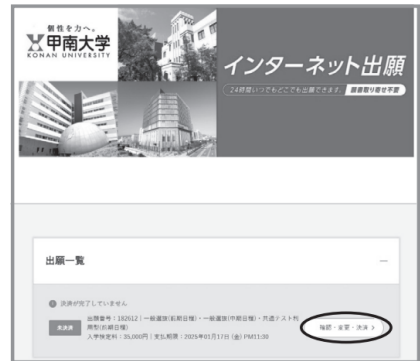 個性を力へ。
甲南大学
KONAN UNIVERSITY
インターネット出願
24時間いつでもどこでも出願できます。 願書取り寄せ不要
出願一覧
決済が完了していません
未決済
出願番号：182612｜一般選抜(前期日程)・一般選抜(中期日程)・共通テスト利
用型(前期日程)
入学検定料：35,000円｜支払期限：2025年01月17日 (金) PM11:30
確認・変更・決済 >